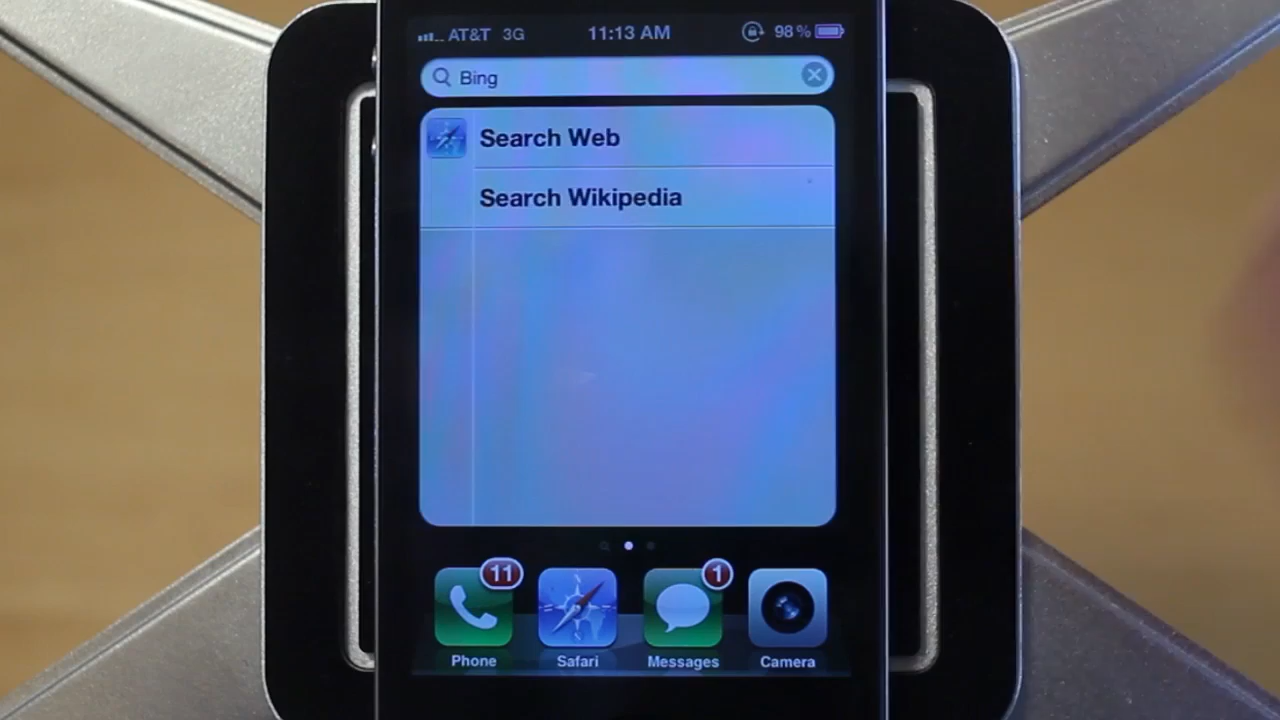 AT&T 3G 11:13 AM 98%
Bing
Search Web
Search Wikipedia
11 1
Phone Safari Messages Camera